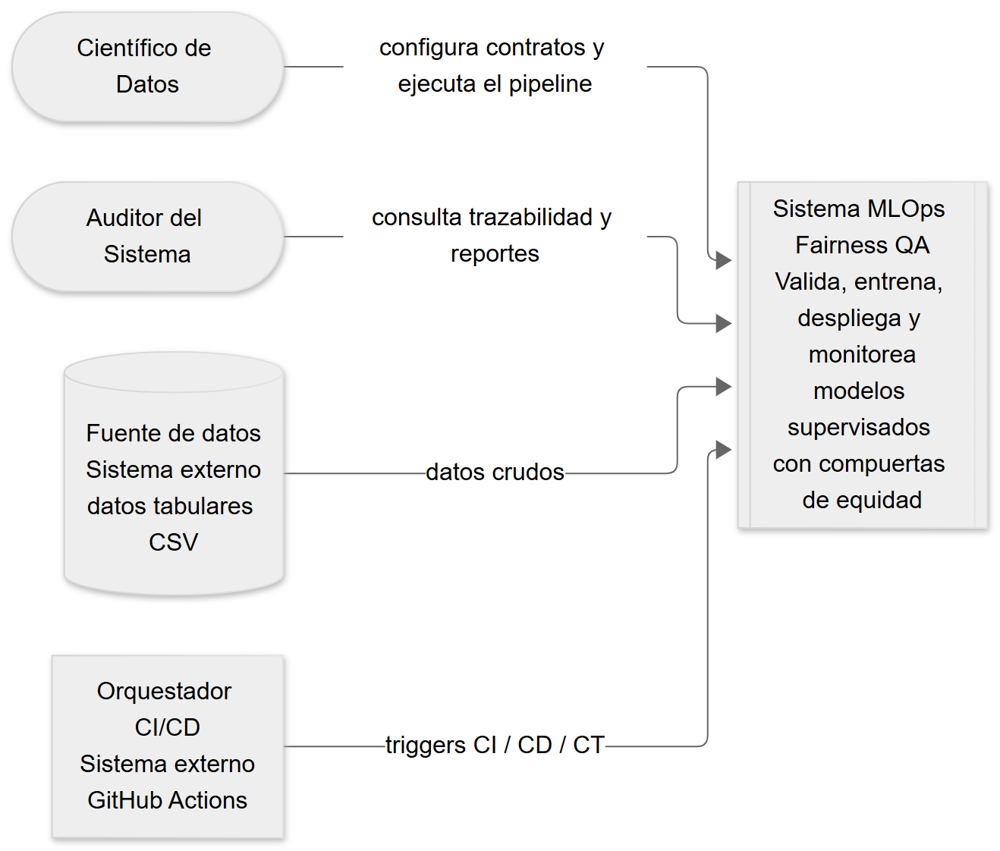 Científico de
Datos
configura contratos y
ejecuta el pipeline
Auditor del
Sistema
consulta trazabilidad y
reportes
Fuente de datos
Sistema externo
datos tabulares
CSV
datos crudos
Orquestador
CI/CD
Sistema externo
GitHub Actions
triggers CI / CD / CT
Sistema MLOps
Fairness QA
Valida, entrena,
despliega y
monitorea
modelos
supervisados
con compuertas
de equidad